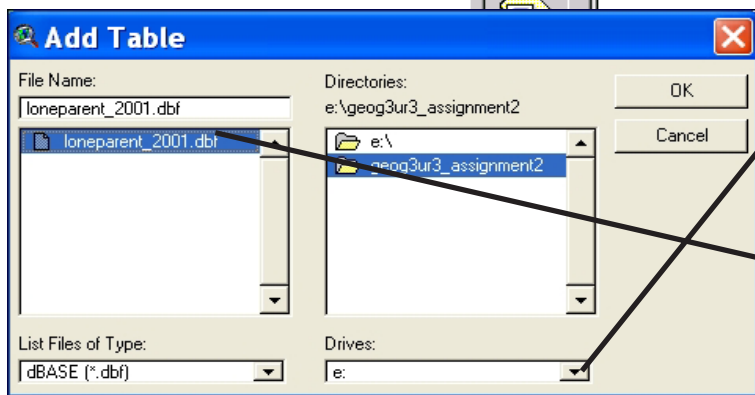 Add Table
File Name:
loneparent_2001.dbf
loneparent_2001.dbf
List Files of Type:
dBASE (*.dbf)
Directories:
e:\geog3ur3_assignment2
e:\
geog3ur3_assignment2
Drives:
e:
OK
Cancel